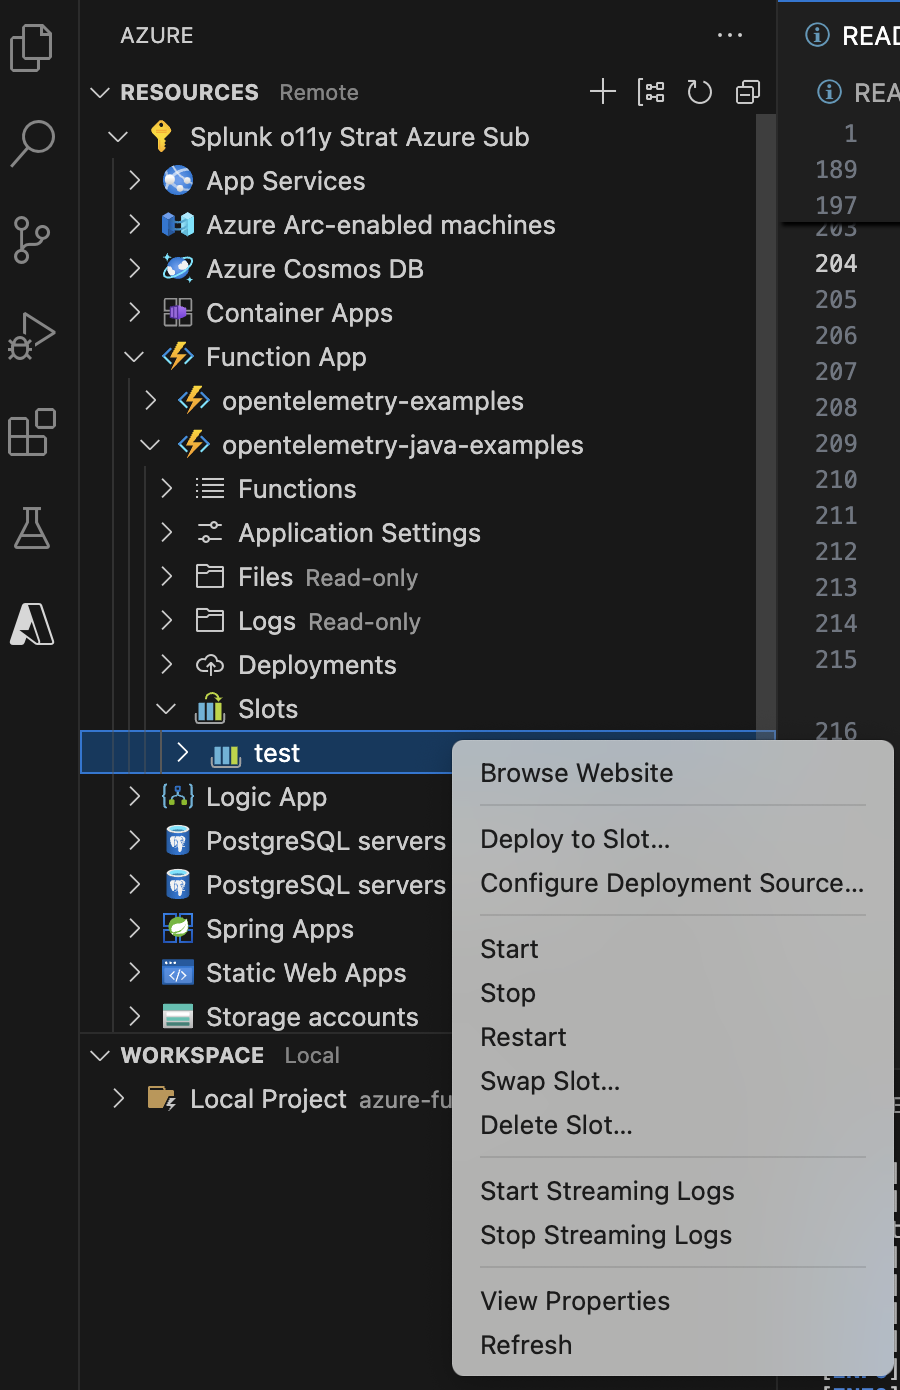 AZURE
RESOURCES Remote
Splunk o11y Strat Azure Sub
App Services
Azure Arc-enabled machines
Azure Cosmos DB
Container Apps
Function App
opentelemetry-examples
opentelemetry-java-examples
Functions
Application Settings
Files Read-only
Logs Read-only
Deployments
Slots
test
Logic App
PostgreSQL servers
PostgreSQL servers
Spring Apps
Static Web Apps
Storage accounts
WORKSPACE Local
Local Project azure-fu
Browse Website
Deploy to Slot...
Configure Deployment Source...
Start
Stop
Restart
Swap Slot...
Delete Slot...
Start Streaming Logs
Stop Streaming Logs
View Properties
Refresh
READ
REA
1
189
197
203
204
205
206
207
208
209
210
211
212
213
214
215
216